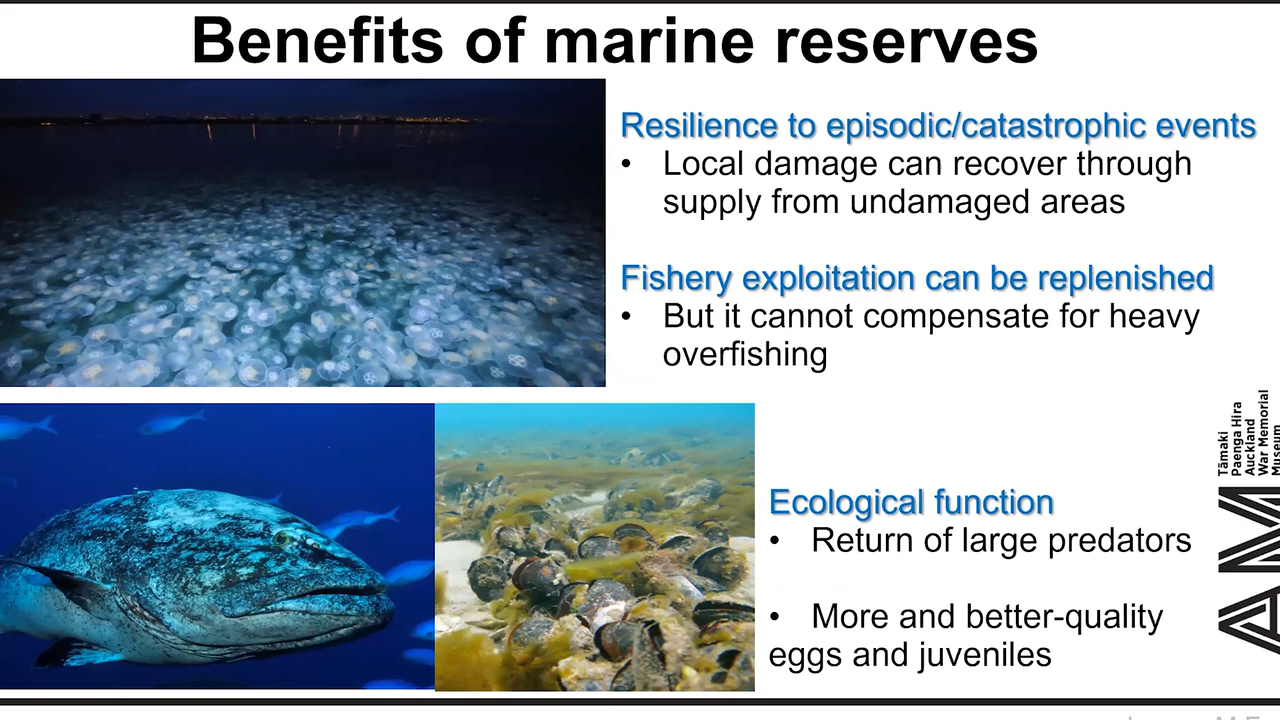 Benefits of marine reserves
Resilience to episodic/catastrophic events
• Local damage can recover through
supply from undamaged areas
Fishery exploitation can be replenished
• But it cannot compensate for heavy
overfishing
Ecological function
• Return of large predators
• More and better-quality
eggs and juveniles
Tāmaki
Paenga Hira
Auckland
War Memorial
Museum
AM